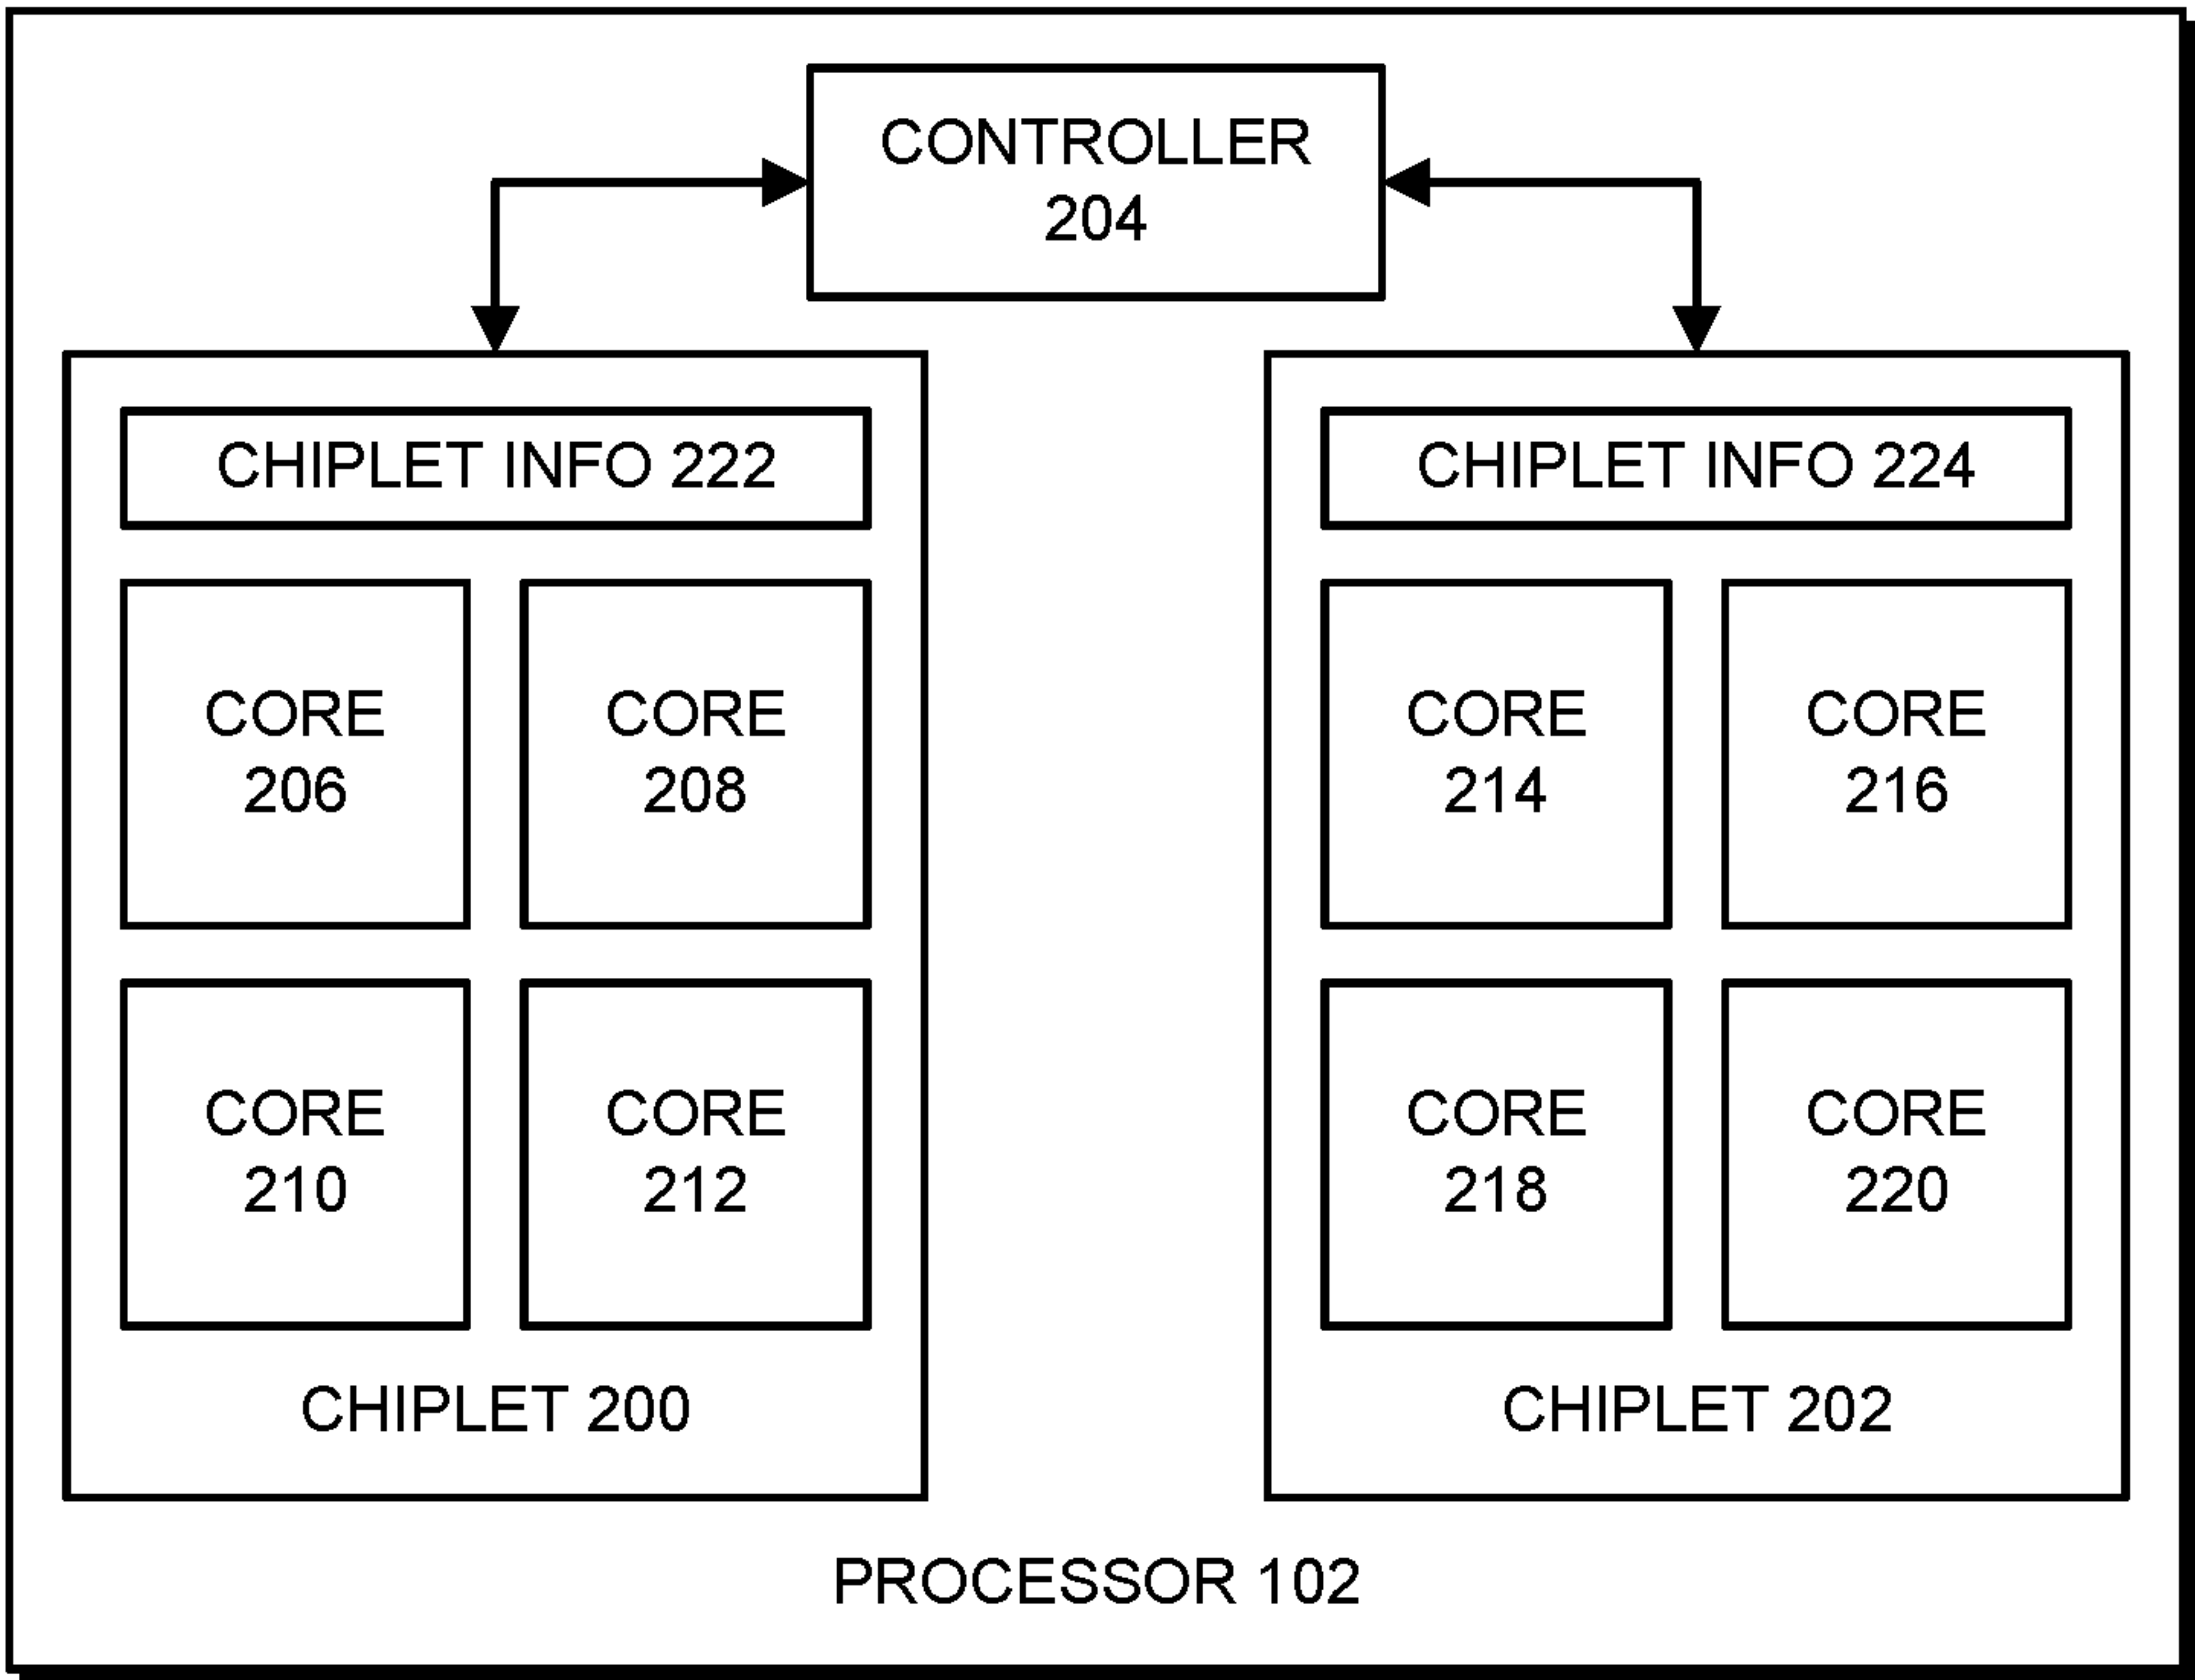 CONTROLLER
204
CHIPLET INFO 222
CORE
206
CORE
208
CORE
210
CORE
212
CHIPLET 200
CHIPLET INFO 224
CORE
214
CORE
216
CORE
218
CORE
220
CHIPLET 202
PROCESSOR 102